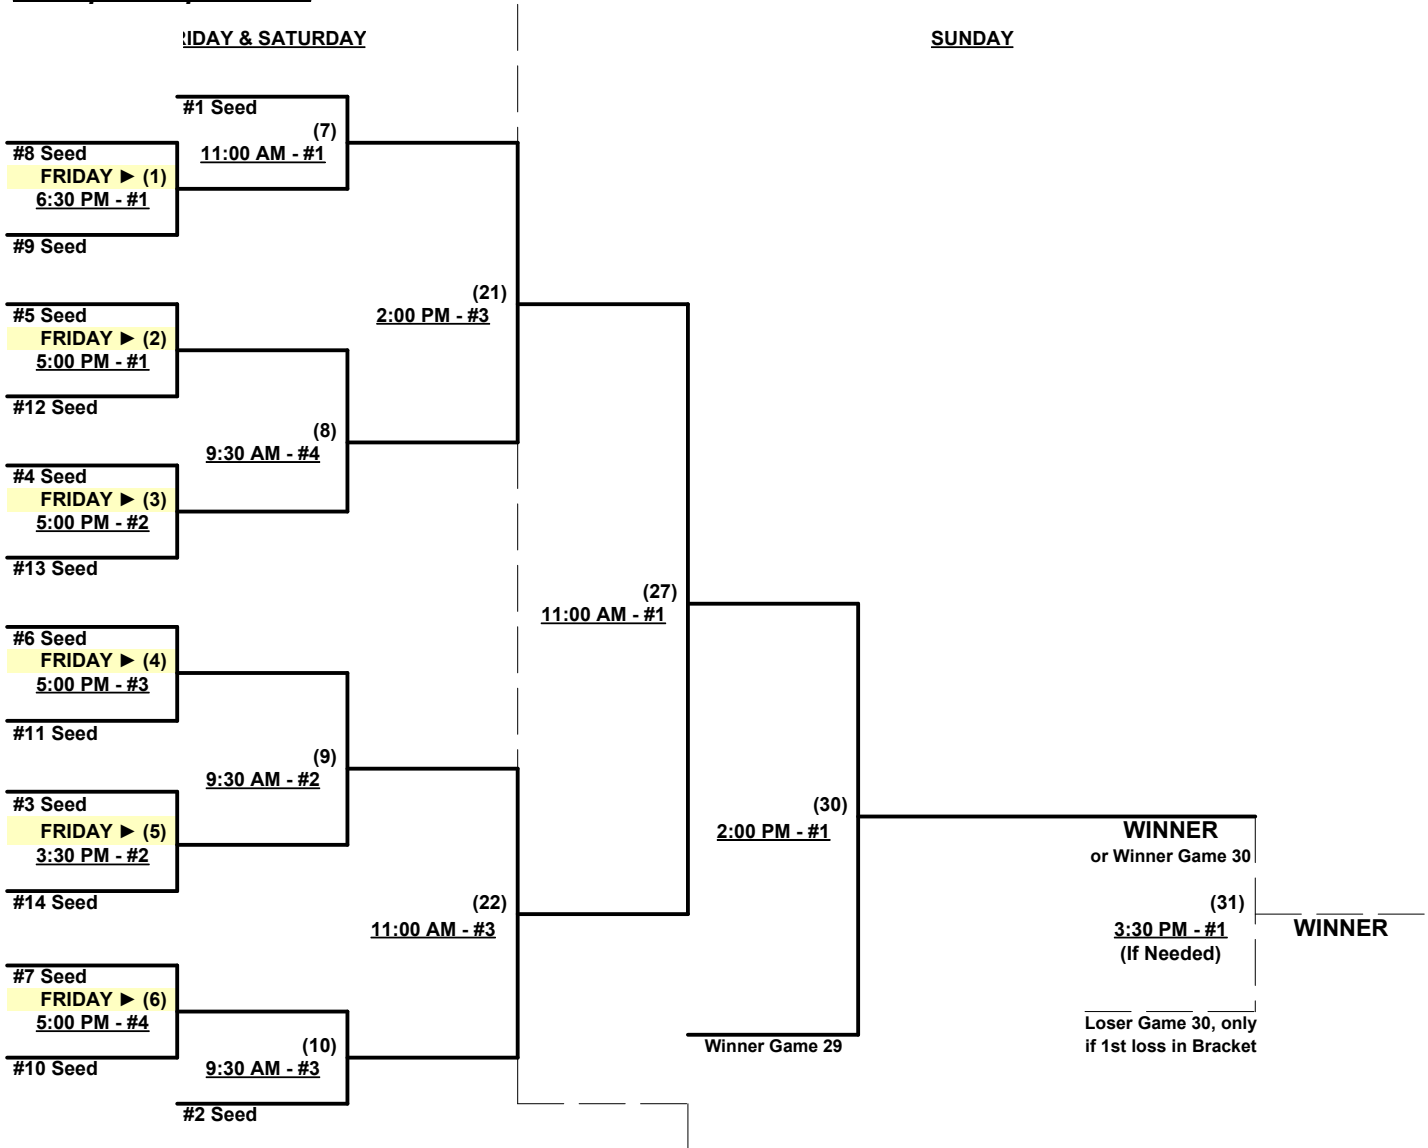 RIDAY & SATURDAY
SUNDAY
#1 Seed
(7)
11:00 AM - #1
#8 Seed
FRIDAY ► (1)
6:30 PM - #1
#9 Seed
(21)
2:00 PM - #3
#5 Seed
FRIDAY ► (2)
5:00 PM - #1
#12 Seed
(8)
9:30 AM - #4
#4 Seed
FRIDAY ► (3)
5:00 PM - #2
#13 Seed
(27)
11:00 AM - #1
#6 Seed
FRIDAY ► (4)
5:00 PM - #3
#11 Seed
(9)
9:30 AM - #2
#3 Seed
FRIDAY ► (5)
3:30 PM - #2
#14 Seed
(30)
2:00 PM - #1
WINNER
or Winner Game 30
(22)
11:00 AM - #3
(31)
3:30 PM - #1
(If Needed)
WINNER
#7 Seed
FRIDAY ► (6)
5:00 PM - #4
#10 Seed
(10)
9:30 AM - #3
#2 Seed
Winner Game 29
Loser Game 30, only
if 1st loss in Bracket